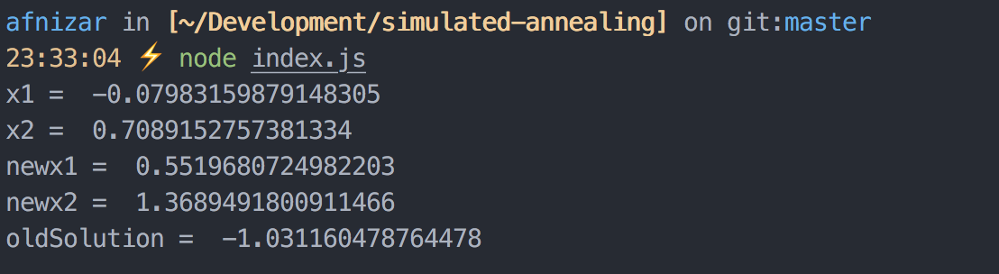 afnizar in [~/Development/simulated-annealing] on git:master
23:33:04 ⚡ node index.js
x1 =  -0.07983159879148305
x2 =  0.7089152757381334
newx1 =  0.5519680724982203
newx2 =  1.3689491800911466
oldSolution =  -1.031160478764478